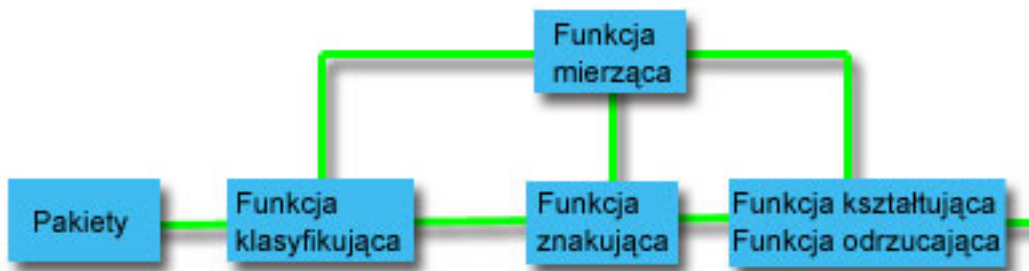 Funkcja
mierząca
Pakiety
Funkcja
klasyfikująca
Funkcja
znakująca
Funkcja kształtująca
Funkcja odrzucająca